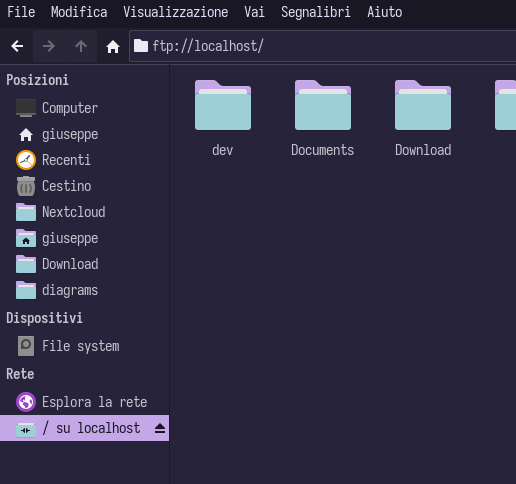 File Modifica Visualizzazione Vai Segnalibri Aiuto
ftp://localhost/
Posizioni
Computer
giuseppe
Recenti
Cestino
Nextcloud
giuseppe
Download
diagrams
Dispositivi
File system
Rete
Esplora la rete
/ su localhost
dev Documents Download